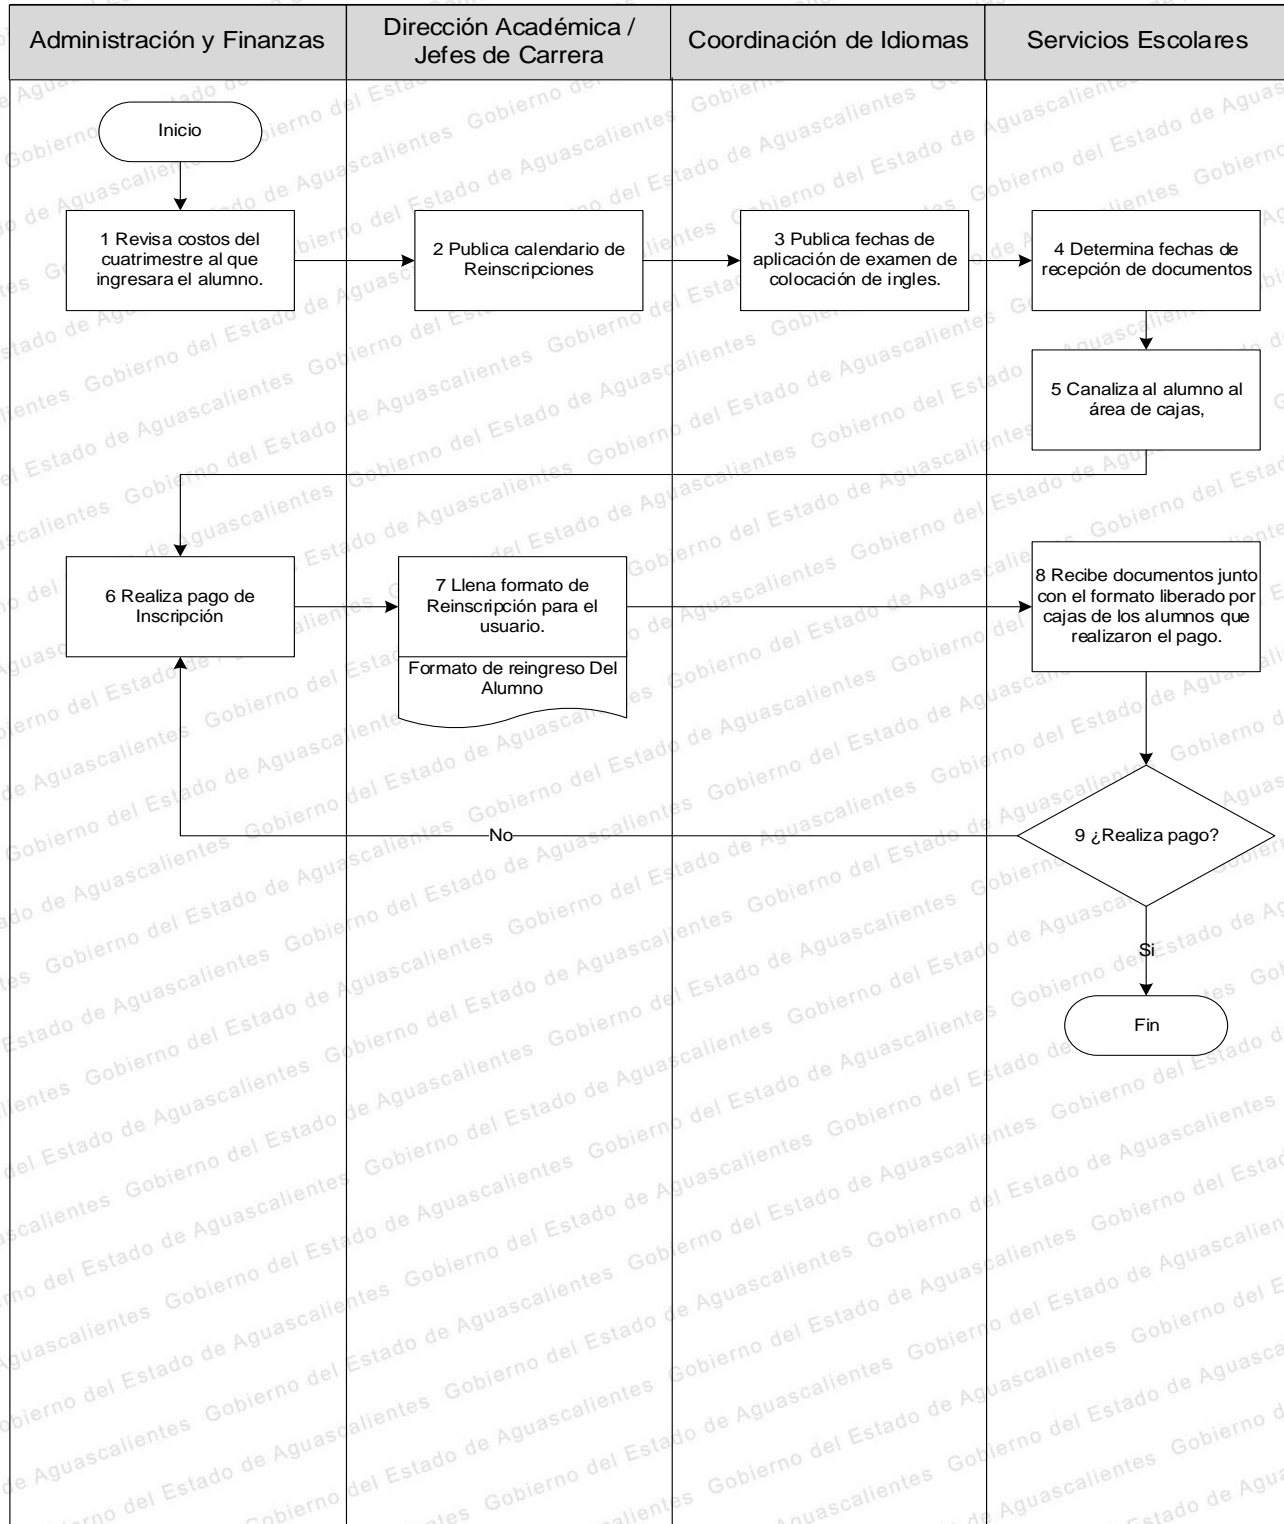 Administración y Finanzas
Dirección Académica /
Jefes de Carrera
Coordinación de Idiomas
Servicios Escolares
Inicio
1 Revisa costos del
cuatrimestre al que
ingresara el alumno.
2 Publica calendario de
Reinscripciones
3 Publica fechas de
aplicación de examen de
colocación de ingles.
4 Determina fechas de
recepción de documentos
5 Canaliza al alumno al
área de cajas,
6 Realiza pago de
Inscripción
7 Llena formato de
Reinscripción para el
usuario.
Formato de reingreso Del
Alumno
8 Recibe documentos junto
con el formato liberado por
cajas de los alumnos que
realizaron el pago.
9 ¿Realiza pago?
No
Si
Fin
Gobierno del Estado de Aguascalientes